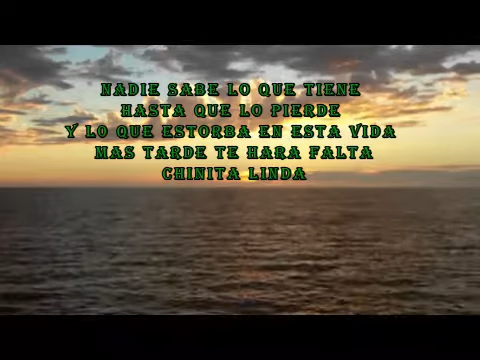 NADIE SABE LO QUE TIENE
HASTA QUE LO PIERDE
Y LO QUE ESTORBA EN ESTA VIDA
MAS TARDE TE HARA FALTA
CHINITA LINDA